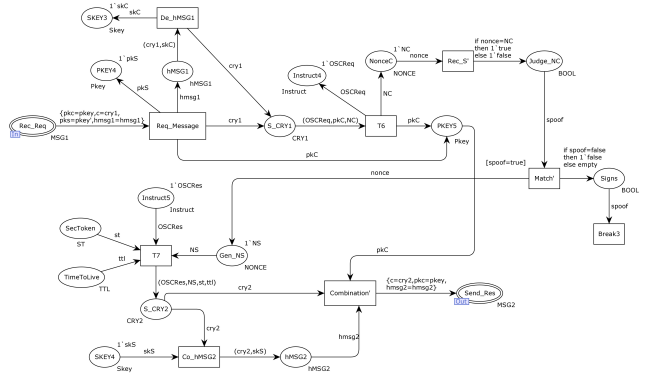 1`skC
SKEY3
skC
De_hMSG1
Skey
(cry1,skC)
1`pkS
PKEY4
Pkey
hMSG1
hMSG1
cry1
pkS
hmsg1
1`OSCReq
Instruct4
Instruct
OSCReq
1`NC
NonceC
NONCE
nonce
NC
Rec_S'
if nonce=NC
then 1`true
else 1`false
Judge_NC
BOOL
Rec_Req
In
MSG1
{pkc=pkey,c=cry1,
pks=pkey',hmsg1=hmsg1}
Req_Message
cry1
S_CRY1
CRY1
(OSCReq,pkC,NC)
T6
pkC
PKEY5
Pkey
pkC
spoof
[spoof=true]
nonce
Match'
if spoof=false
then 1`false
else empty
Signs
BOOL
spoof
Break3
1`OSCRes
Instruct5
Instruct
OSCRes
SecToken
ST
st
TimeToLive
TTL
ttl
T7
NS
1`NS
Gen_NS
NONCE
pkC
(OSCRes,NS,st,ttl)
S_CRY2
CRY2
cry2
cry2
Combination'
{c=cry2,pkc=pkey,
hmsg2=hmsg2}
Send_Res
Out
MSG2
hmsg2
1`skS
SKEY4
Skey
skS
Co_hMSG2
(cry2,skS)
hMSG2
hMSG2